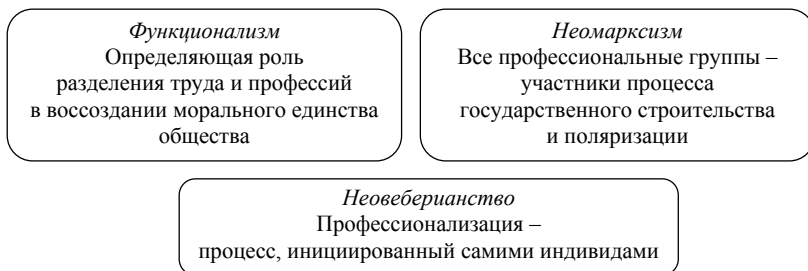 Функционализм
Определяющая роль
разделения труда и профессий
в воссоздании морального единства
общества
Неомарксизм
Все профессиональные группы –
участники процесса
государственного строительства
и поляризации
Неовеберианство
Профессионализация –
процесс, инициированный самими индивидами